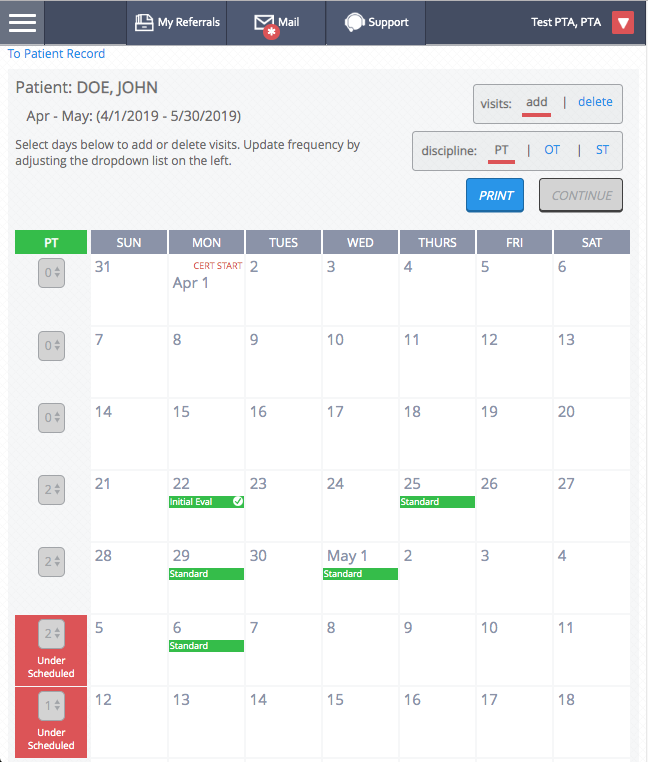 My Referrals Mail Support Test PTA, PTA
To Patient Record
Patient: DOE, JOHN
Apr - May: (4/1/2019 - 5/30/2019)
visits: add | delete
Select days below to add or delete visits. Update frequency by
adjusting the dropdown list on the left.
discipline: PT | OT | ST
PRINT CONTINUE
PT SUN MON TUES WED THURS FRI SAT
CERT START
0 31 Apr 1 2 3 4 5 6
0 7 8 9 10 11 12 13
0 14 15 16 17 18 19 20
2 21 22 23 24 25 26 27
Initial Eval Standard
2 28 29 30 May 1 2 3 4
Standard Standard
2 5 6 7 8 9 10 11
Standard
Under
Scheduled
1 12 13 14 15 16 17 18
Under
Scheduled